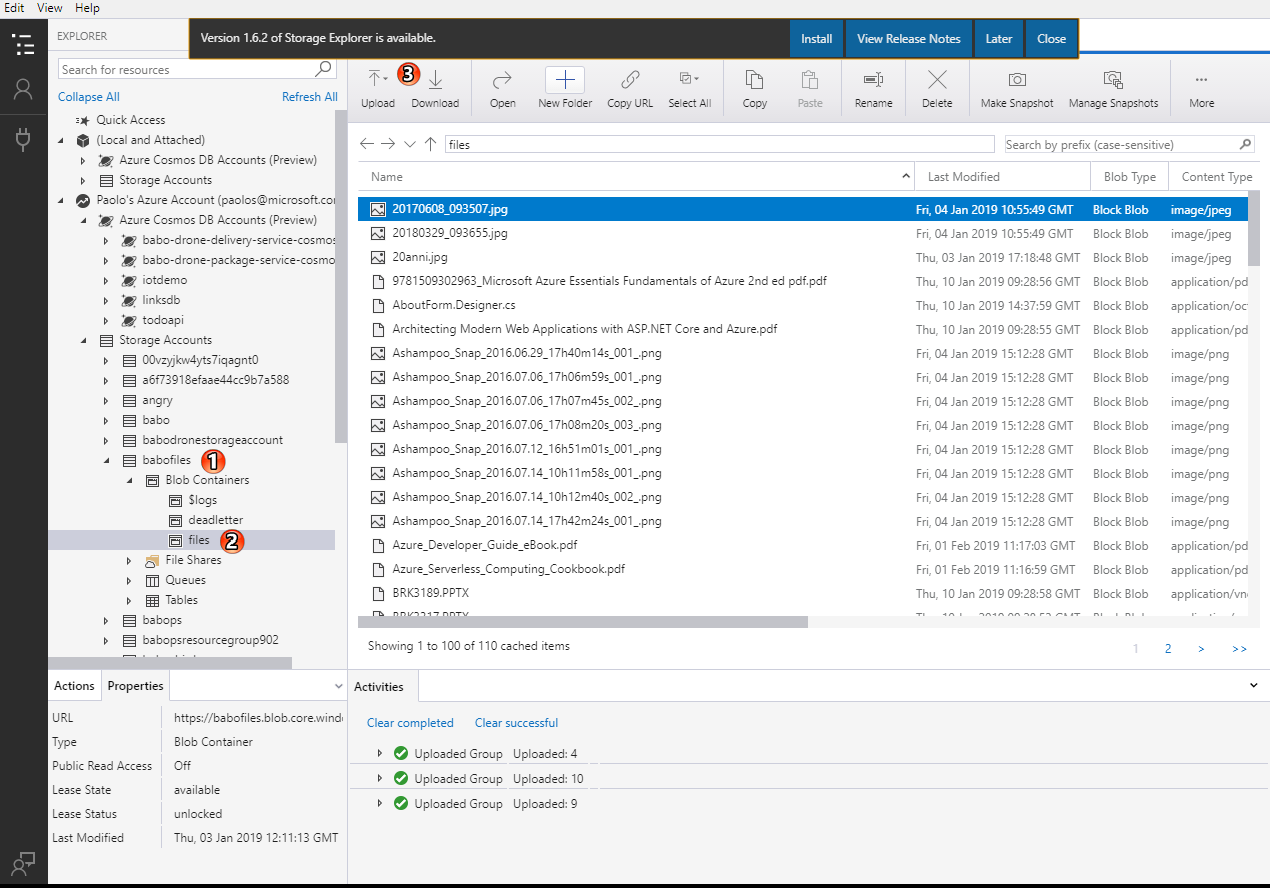 Edit View Help
EXPLORER
Version 1.6.2 of Storage Explorer is available.
Install
View Release Notes
Later
Close
Search for resources
Collapse All
Refresh All
Quick Access
(Local and Attached)
Azure Cosmos DB Accounts (Preview)
Storage Accounts
Paolo's Azure Account (paolos@microsoft.co
Azure Cosmos DB Accounts (Preview)
babo-drone-delivery-service-cosmos
babo-drone-package-service-cosmo
iotdemo
linksdb
todoapi
Storage Accounts
00vzyjkw4yts7iqagnt0
a6f73918efaae44cc9b7a588
angry
babo
babodronestorageaccount
babofiles 1
Blob Containers
$logs
deadletter
files 2
File Shares
Queues
Tables
babops
babopsresourcegroup902
3
Upload
Download
Open
New Folder
Copy URL
Select All
Copy
Paste
Rename
Delete
Make Snapshot
Manage Snapshots
More
files
Search by prefix (case-sensitive)
Name Last Modified Blob Type Content Type
20170608_093507.jpg Fri, 04 Jan 2019 10:55:49 GMT Block Blob image/jpeg
20180329_093655.jpg Fri, 04 Jan 2019 10:55:49 GMT Block Blob image/jpeg
20anni.jpg Thu, 03 Jan 2019 17:18:48 GMT Block Blob image/jpeg
9781509302963_Microsoft Azure Essentials Fundamentals of Azure 2nd ed pdf.pdf Thu, 10 Jan 2019 09:28:56 GMT Block Blob application/pd
AboutForm.Designer.cs Thu, 10 Jan 2019 14:37:59 GMT Block Blob application/oc
Architecting Modern Web Applications with ASP.NET Core and Azure.pdf Thu, 10 Jan 2019 09:28:55 GMT Block Blob application/pd
Ashampoo_Snap_2016.06.29_17h40m14s_001_.png Fri, 04 Jan 2019 15:12:28 GMT Block Blob image/png
Ashampoo_Snap_2016.07.06_17h06m59s_001_.png Fri, 04 Jan 2019 15:12:28 GMT Block Blob image/png
Ashampoo_Snap_2016.07.06_17h07m45s_002_.png Fri, 04 Jan 2019 15:12:28 GMT Block Blob image/png
Ashampoo_Snap_2016.07.06_17h08m20s_003_.png Fri, 04 Jan 2019 15:12:28 GMT Block Blob image/png
Ashampoo_Snap_2016.07.12_16h51m01s_001_.png Fri, 04 Jan 2019 15:12:28 GMT Block Blob image/png
Ashampoo_Snap_2016.07.14_10h11m58s_001_.png Fri, 04 Jan 2019 15:12:28 GMT Block Blob image/png
Ashampoo_Snap_2016.07.14_10h12m40s_002_.png Fri, 04 Jan 2019 15:12:28 GMT Block Blob image/png
Ashampoo_Snap_2016.07.14_17h42m24s_001_.png Fri, 04 Jan 2019 15:12:28 GMT Block Blob image/png
Azure_Developer_Guide_eBook.pdf Fri, 01 Feb 2019 11:17:03 GMT Block Blob application/pd
Azure_Serverless_Computing_Cookbook.pdf Fri, 01 Feb 2019 11:16:59 GMT Block Blob application/pd
BRK3189.PPTX Thu, 10 Jan 2019 09:28:58 GMT Block Blob application/vn
Showing 1 to 100 of 110 cached items
1 2 > >>
Actions Properties
URL https://babofiles.blob.core.wind
Type Blob Container
Public Read Access Off
Lease State available
Lease Status unlocked
Last Modified Thu, 03 Jan 2019 12:11:13 GMT
Activities
Clear completed Clear successful
Uploaded Group Uploaded: 4
Uploaded Group Uploaded: 10
Uploaded Group Uploaded: 9